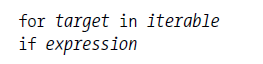 for target in iterable
if expression